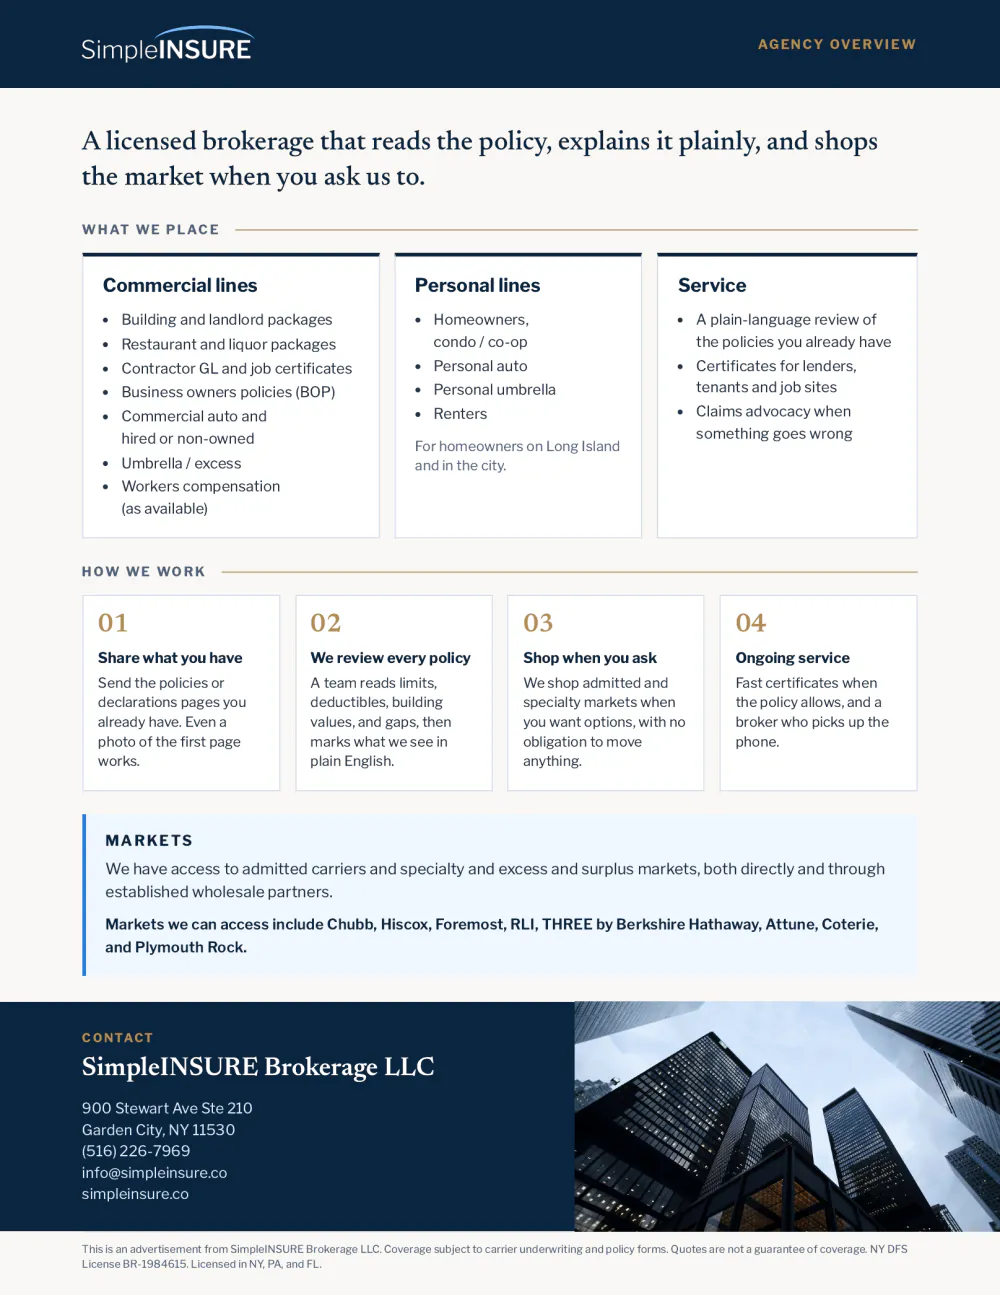 SimpleINSURE
AGENCY OVERVIEW
A licensed brokerage that reads the policy, explains it plainly, and shops
the market when you ask us to.
WHAT WE PLACE
Commercial lines
• Building and landlord packages
• Restaurant and liquor packages
• Contractor GL and job certificates
• Business owners policies (BOP)
• Commercial auto and
hired or non-owned
• Umbrella / excess
• Workers compensation
(as available)
Personal lines
• Homeowners,
condo / co-op
• Personal auto
• Personal umbrella
• Renters
For homeowners on Long Island
and in the city.
Service
• A plain-language review of
the policies you already have
• Certificates for lenders,
tenants and job sites
• Claims advocacy when
something goes wrong
HOW WE WORK
01
Share what you have
Send the policies or
declarations pages you
already have. Even a
photo of the first page
works.
02
We review every policy
A team reads limits,
deductibles, building
values, and gaps, then
marks what we see in
plain English.
03
Shop when you ask
We shop admitted and
specialty markets when
you want options, with no
obligation to move
anything.
04
Ongoing service
Fast certificates when
the policy allows, and a
broker who picks up the
phone.
MARKETS
We have access to admitted carriers and specialty and excess and surplus markets, both directly and through
established wholesale partners.
Markets we can access include Chubb, Hiscox, Foremost, RLI, THREE by Berkshire Hathaway, Attune, Coterie,
and Plymouth Rock.
CONTACT
SimpleINSURE Brokerage LLC
900 Stewart Ave Ste 210
Garden City, NY 11530
(516) 226-7969
info@simpleinsure.co
simpleinsure.co
This is an advertisement from SimpleINSURE Brokerage LLC. Coverage subject to carrier underwriting and policy forms. Quotes are not a guarantee of coverage. NY DFS
License BR-1984615. Licensed in NY, PA, and FL.